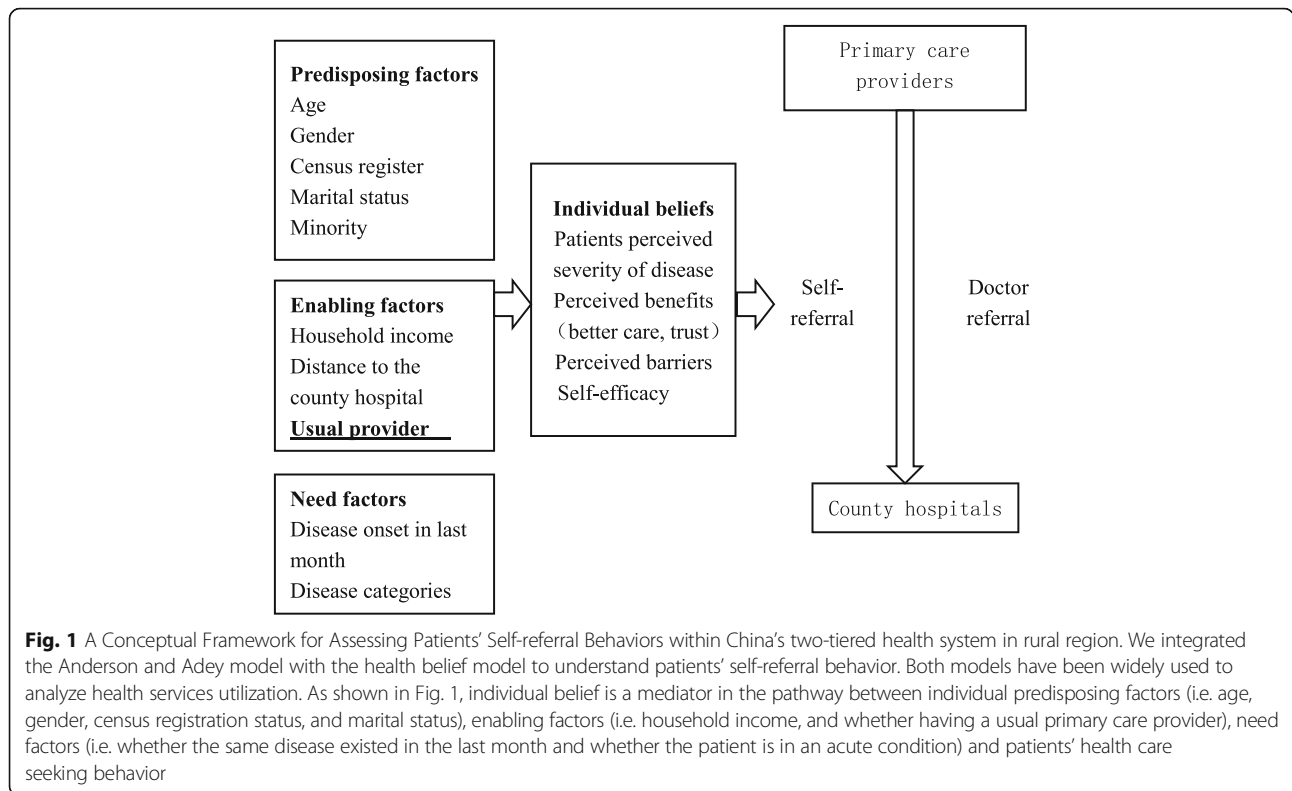 Predisposing factors
Age
Gender
Census register
Marital status
Minority
Enabling factors
Household income
Distance to the
county hospital
Usual provider
Need factors
Disease onset in last
month
Disease categories
Individual beliefs
Patients perceived
severity of disease
Perceived benefits
（better care, trust）
Perceived barriers
Self-efficacy
Self-
referral
Primary care
providers
Doctor
referral
County hospitals
Fig. 1 A Conceptual Framework for Assessing Patients' Self-referral Behaviors within China's two-tiered health system in rural region. We integrated
the Anderson and Adey model with the health belief model to understand patients' self-referral behavior. Both models have been widely used to
analyze health services utilization. As shown in Fig. 1, individual belief is a mediator in the pathway between individual predisposing factors (i.e. age,
gender, census registration status, and marital status), enabling factors (i.e. household income, and whether having a usual primary care provider), need
factors (i.e. whether the same disease existed in the last month and whether the patient is in an acute condition) and patients' health care
seeking behavior